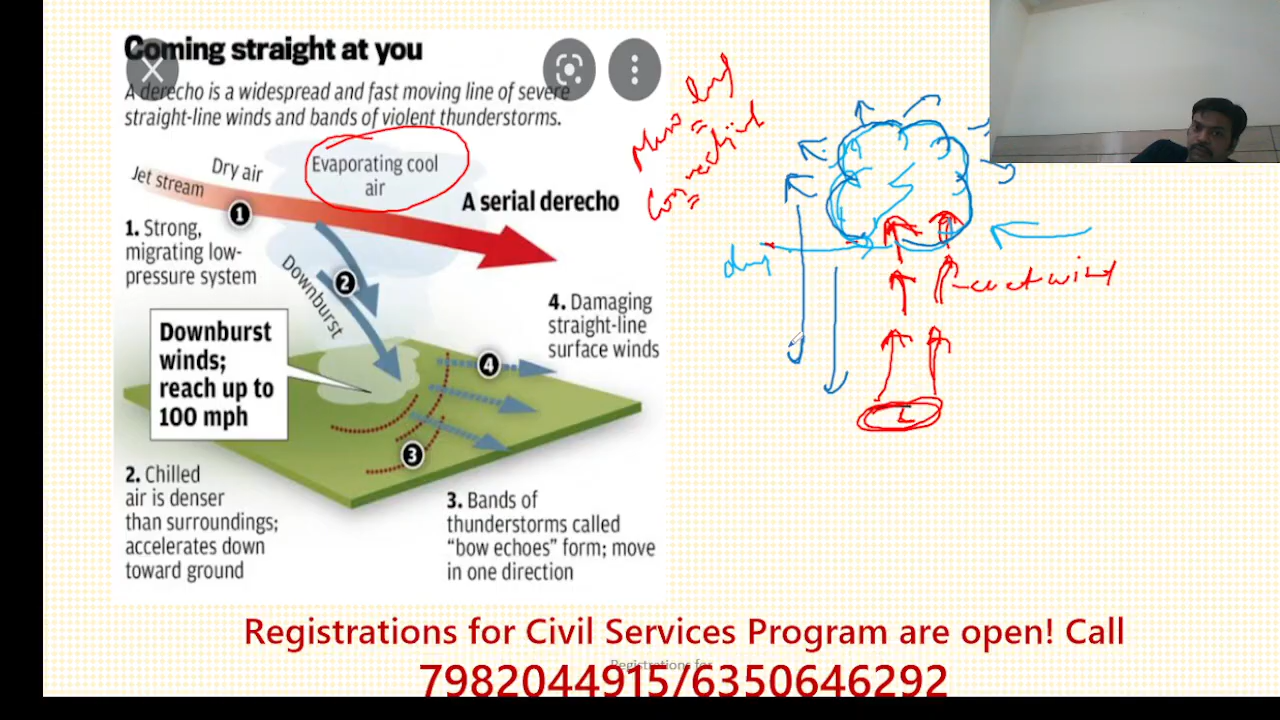 Coming straight at you
A derecho is a widespread and fast moving line of severe
straight-line winds and bands of violent thunderstorms.
Jet stream
Dry air
Evaporating cool
air
1
A serial derecho
1. Strong,
migrating low-
pressure system
Downburst
2
Downburst
winds;
reach up to
100 mph
4. Damaging
straight-line
surface winds
4
3
2. Chilled
air is denser
than surroundings;
accelerates down
toward ground
3. Bands of
thunderstorms called
"bow echoes" form; move
in one direction
dry
L
Registrations for Civil Services Program are open! Call
Registrations for
7982044915/6350646292